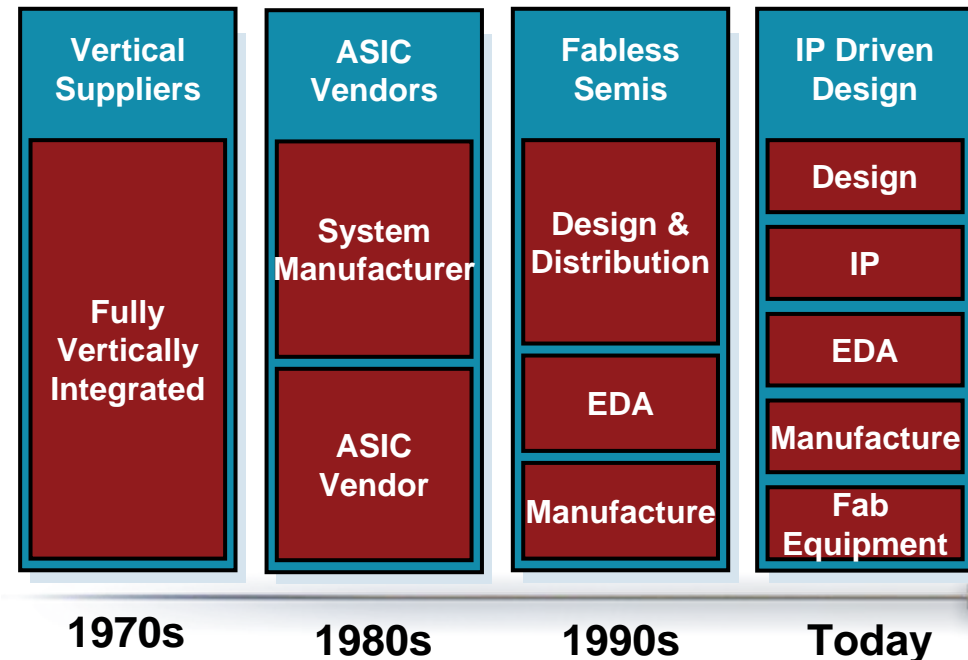 Vertical
Suppliers
Fully
Vertically
Integrated
1970s
ASIC
Vendors
System
Manufacturer
ASIC
Vendor
1980s
Fabless
Semis
Design &
Distribution
EDA
Manufacture
1990s
IP Driven
Design
Design
IP
EDA
Manufacture
Fab
Equipment
Today